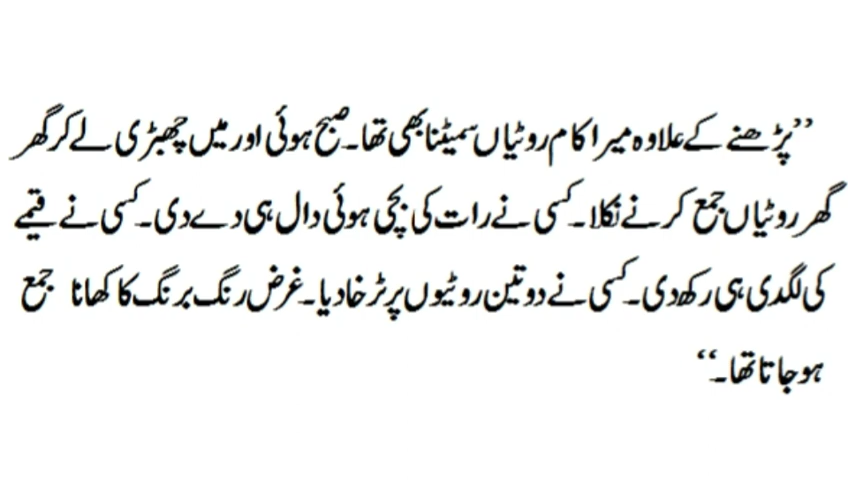 ’’پڑھنے کے علاوہ میرا کام روٹیاں سمیٹنا بھی تھا۔ صبح ہوئی اور میں چھبڑی لے کر گھر
گھر روٹیاں جمع کرنے نکلا۔ کسی نے رات کی بچی ہوئی دال ہی دے دی۔ کسی نے قیمے
کی لگدی ہی رکھ دی۔ کسی نے دو تین روٹیوں پر ٹرخا دیا۔ غرض رنگ برنگ کا کھانا جمع
ہو جاتا تھا۔‘‘